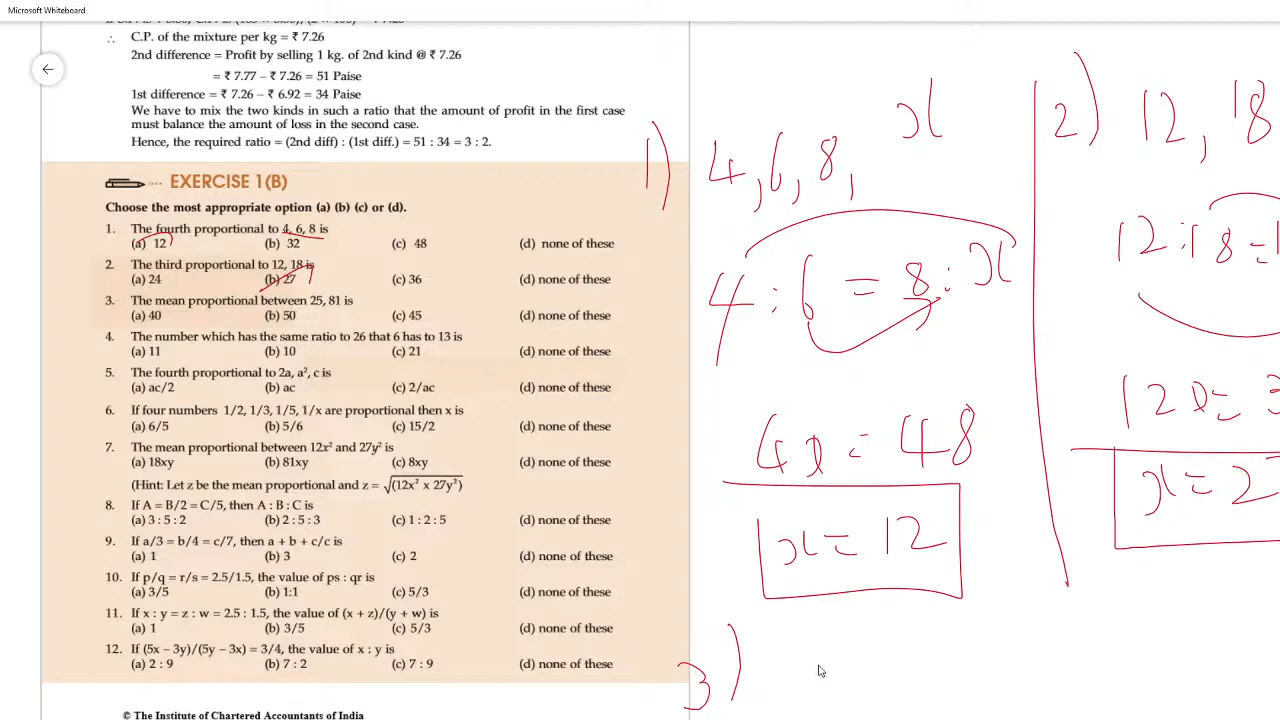 Microsoft Whiteboard
∴ C.P. of the mixture per kg = ₹ 7.26
2nd difference = Profit by selling 1 kg. of 2nd kind @ ₹ 7.26
= ₹ 7.77 – ₹ 7.26 = 51 Paise
1st difference = ₹ 7.26 – ₹ 6.92 = 34 Paise
We have to mix the two kinds in such a ratio that the amount of profit in the first case
must balance the amount of loss in the second case.
Hence, the required ratio = (2nd diff) : (1st diff.) = 51 : 34 = 3 : 2.
EXERCISE 1(B)
Choose the most appropriate option (a) (b) (c) or (d).
1. The fourth proportional to 4, 6, 8 is
(a) 12 (b) 32 (c) 48 (d) none of these
2. The third proportional to 12, 18 is
(a) 24 (b) 27 (c) 36 (d) none of these
3. The mean proportional between 25, 81 is
(a) 40 (b) 50 (c) 45 (d) none of these
4. The number which has the same ratio to 26 that 6 has to 13 is
(a) 11 (b) 10 (c) 21 (d) none of these
5. The fourth proportional to 2a, a², c is
(a) ac/2 (b) ac (c) 2/ac (d) none of these
6. If four numbers 1/2, 1/3, 1/5, 1/x are proportional then x is
(a) 6/5 (b) 5/6 (c) 15/2 (d) none of these
7. The mean proportional between 12x² and 27y² is
(a) 18xy (b) 81xy (c) 8xy (d) none of these
(Hint: Let z be the mean proportional and z = √(12x² x 27y²)
8. If A = B/2 = C/5, then A : B : C is
(a) 3 : 5 : 2 (b) 2 : 5 : 3 (c) 1 : 2 : 5 (d) none of these
9. If a/3 = b/4 = c/7, then a + b + c/c is
(a) 1 (b) 3 (c) 2 (d) none of these
10. If p/q = r/s = 2.5/1.5, the value of ps : qr is
(a) 3/5 (b) 1:1 (c) 5/3 (d) none of these
11. If x : y = z : w = 2.5 : 1.5, the value of (x + z)/(y + w) is
(a) 1 (b) 3/5 (c) 5/3 (d) none of these
12. If (5x – 3y)/(5y – 3x) = 3/4, the value of x : y is
(a) 2 : 9 (b) 7 : 2 (c) 7 : 9 (d) none of these
© The Institute of Chartered Accountants of India
1) 4, 6, 8, x
4 : 6 = 8 : x
4x = 48
x = 12
2) 12, 18
12 : 18 = 1
12x = 3
x = 2
3)